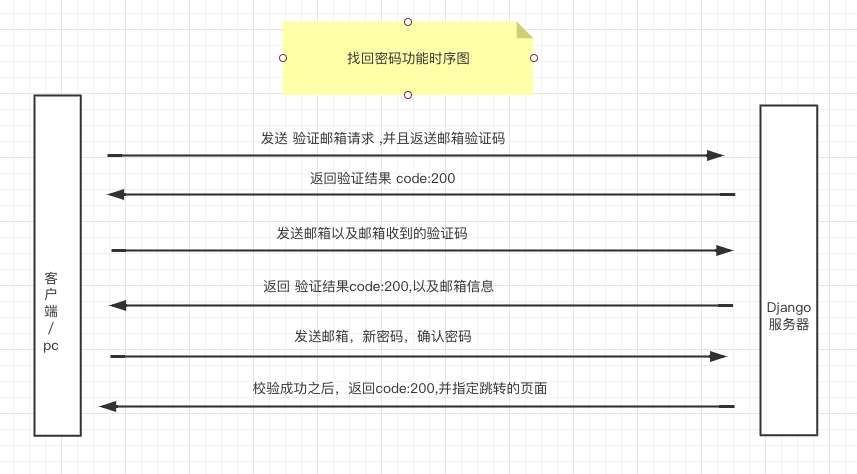 找回密码功能时序图
发送 验证邮箱请求 ,并且返送邮箱验证码
返回验证结果 code:200
发送邮箱以及邮箱收到的验证码
返回 验证结果code:200,以及邮箱信息
发送邮箱，新密码，确认密码
校验成功之后，返回code:200,并指定跳转的页面
客
户
端
/
pc
Django
服务器